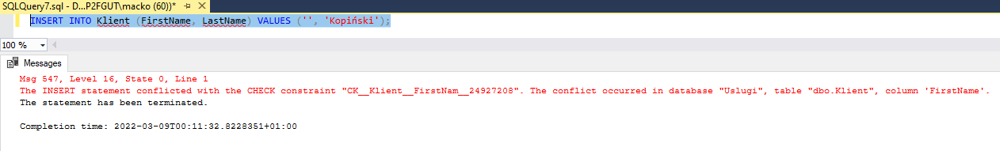 SQLQuery7.sql - D...P2FGUT\macko (60))*
INSERT INTO Klient (FirstName, LastName) VALUES ('', 'Kopiński');
100 %
Messages
Msg 547, Level 16, State 0, Line 1
The INSERT statement conflicted with the CHECK constraint "CK__Klient__FirstNam__24927208". The conflict occurred in database "Uslugi", table "dbo.Klient", column 'FirstName'.
The statement has been terminated.
Completion time: 2022-03-09T00:11:32.8228351+01:00